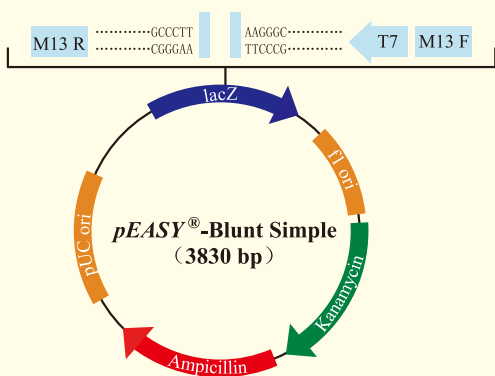 M13 R ··········GCCCTT AAGGGC·········· T7 M13 F
··········CGGGAA TTCCCG··········
lacZ
f1 ori
pUC ori
pEASY®-Blunt Simple
（3830 bp）
Kanamycin
Ampicillin